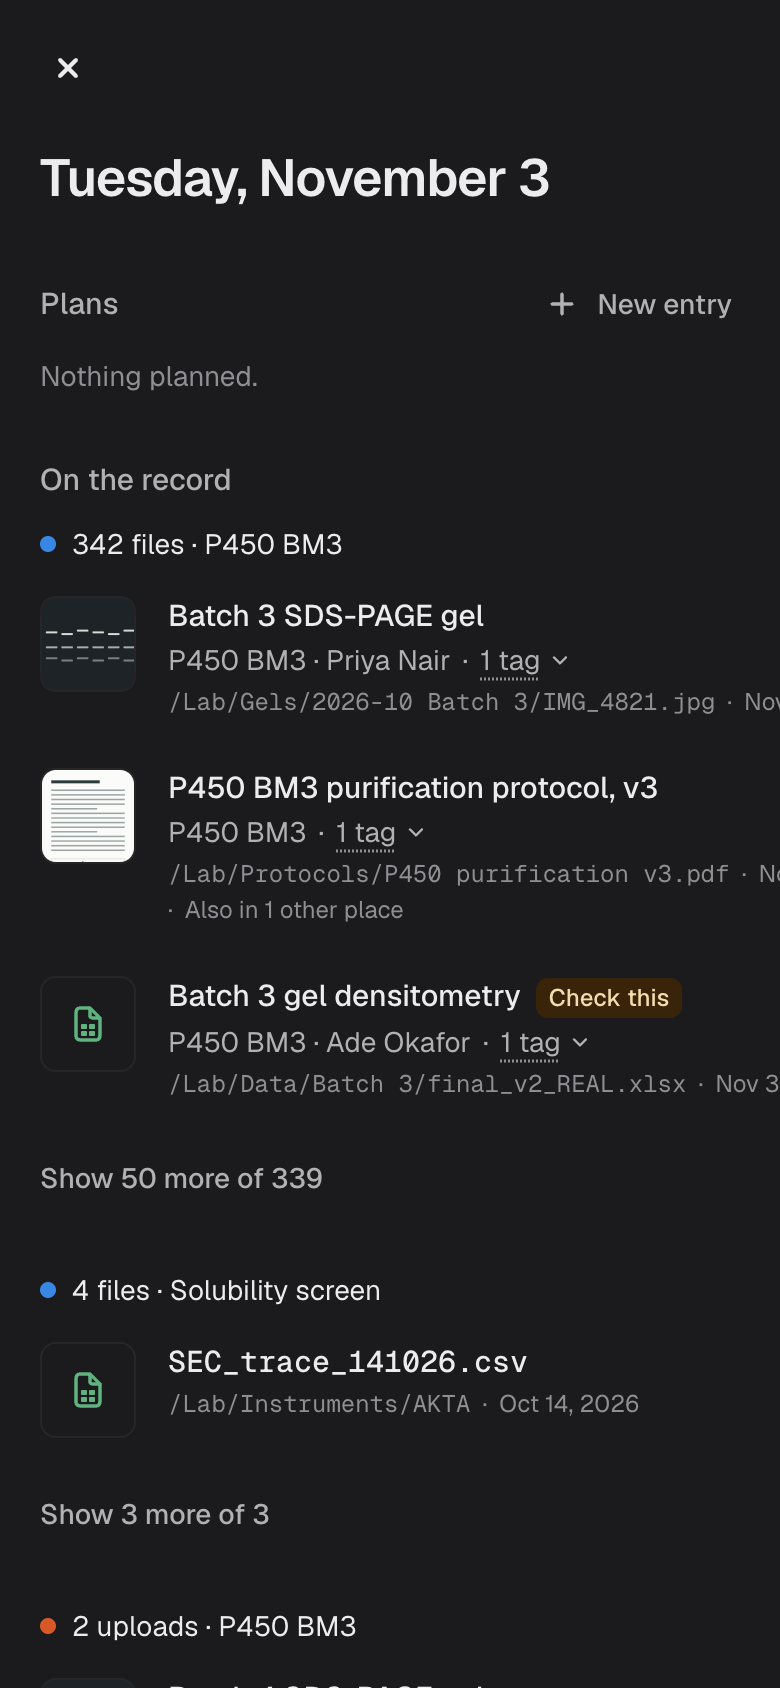 Tuesday, November 3
Plans
New entry
Nothing planned.
On the record
342 files · P450 BM3
Batch 3 SDS-PAGE gel
P450 BM3 · Priya Nair · 1 tag
/Lab/Gels/2026-10 Batch 3/IMG_4821.jpg ·
P450 BM3 purification protocol, v3
P450 BM3 · 1 tag
/Lab/Protocols/P450 purification v3.pdf ·
· Also in 1 other place
Batch 3 gel densitometry Check this
P450 BM3 · Ade Okafor · 1 tag
/Lab/Data/Batch 3/final_v2_REAL.xlsx · Nov 3
Show 50 more of 339
4 files · Solubility screen
SEC_trace_141026.csv
/Lab/Instruments/AKTA · Oct 14, 2026
Show 3 more of 3
2 uploads · P450 BM3